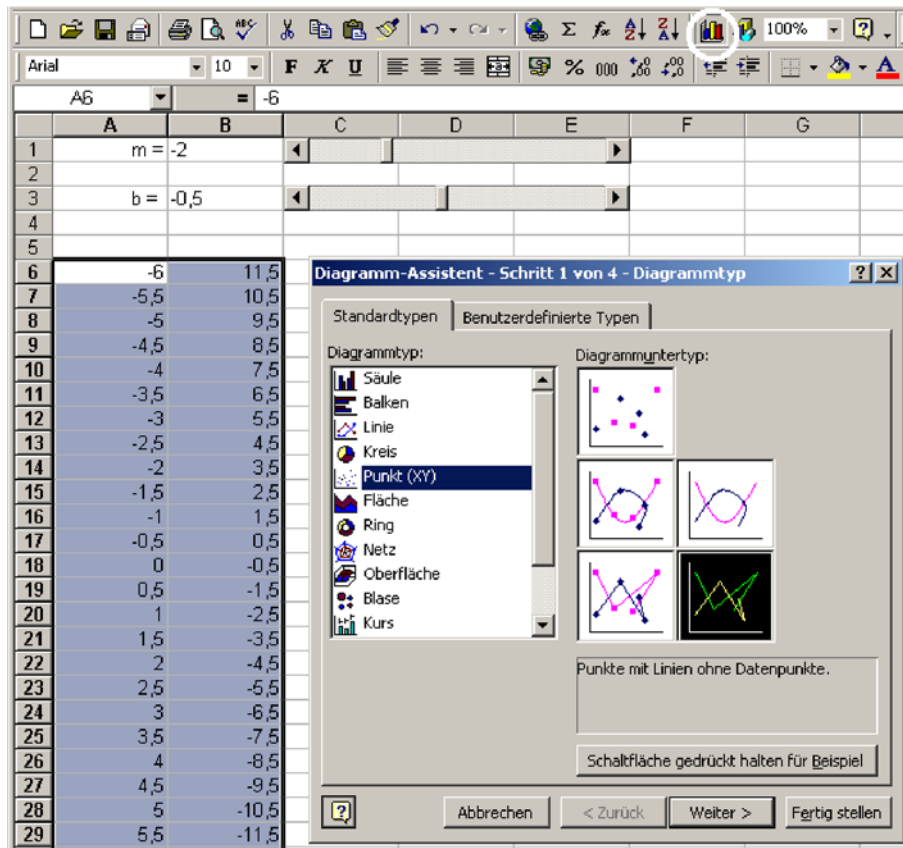 100%
Arial 10 F K U % 000
A6 = -6
A B C D E F G
1 m = -2
2
3 b = -0,5
4
5
6 -6 11,5
7 -5,5 10,5
8 -5 9,5
9 -4,5 8,5
10 -4 7,5
11 -3,5 6,5
12 -3 5,5
13 -2,5 4,5
14 -2 3,5
15 -1,5 2,5
16 -1 1,5
17 -0,5 0,5
18 0 -0,5
19 0,5 -1,5
20 1 -2,5
21 1,5 -3,5
22 2 -4,5
23 2,5 -5,5
24 3 -6,5
25 3,5 -7,5
26 4 -8,5
27 4,5 -9,5
28 5 -10,5
29 5,5 -11,5
Diagramm-Assistent - Schritt 1 von 4 - Diagrammtyp
Standardtypen Benutzerdefinierte Typen
Diagrammtyp:
Säule
Balken
Linie
Kreis
Punkt (XY)
Fläche
Ring
Netz
Oberfläche
Blase
Kurs
Diagrammuntertyp:
Punkte mit Linien ohne Datenpunkte.
Schaltfläche gedrückt halten für Beispiel
Abbrechen < Zurück Weiter > Fertig stellen